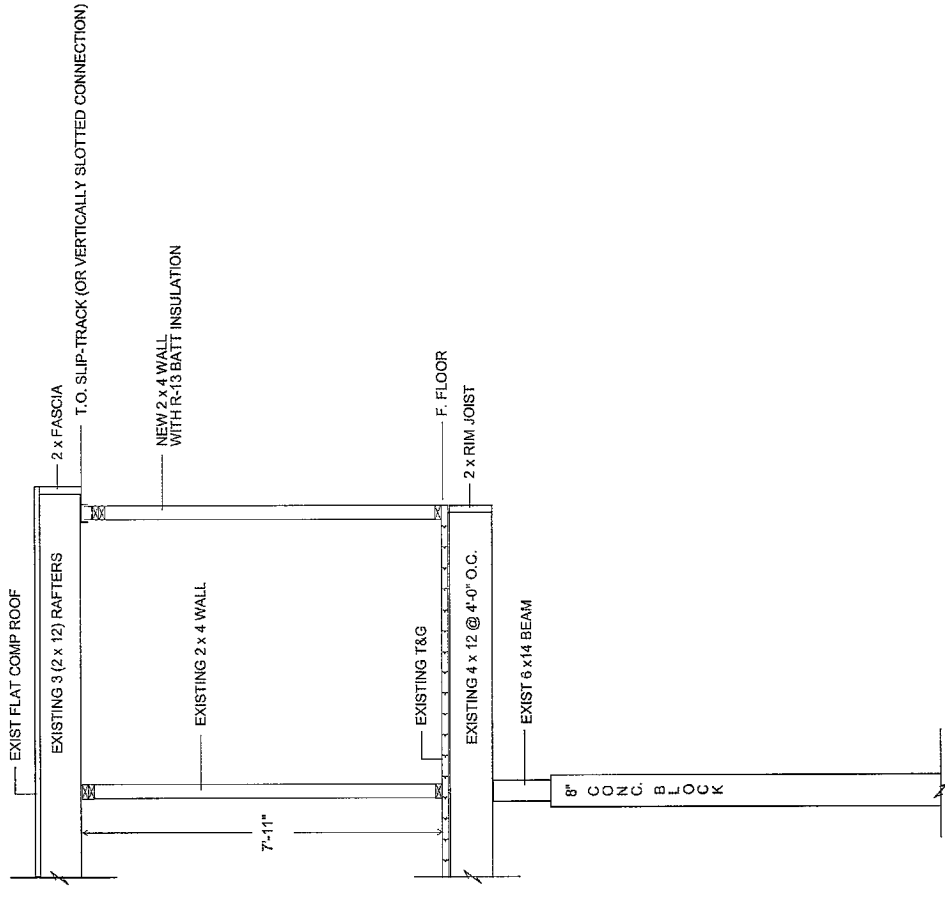 EXIST FLAT COMP ROOF
2 x FASCIA
T.O. SLIP-TRACK (OR VERTICALLY SLOTTED CONNECTION)
EXISTING 3 (2 x 12) RAFTERS
NEW 2 x 4 WALL
WITH R-13 BATT INSULATION
EXISTING 2 x 4 WALL
7'-11"
F. FLOOR
EXISTING T&G
2 x RIM JOIST
EXISTING 4 x 12 @ 4'-0" O.C.
EXIST 6 x14 BEAM
8"
CONC. BLOCK